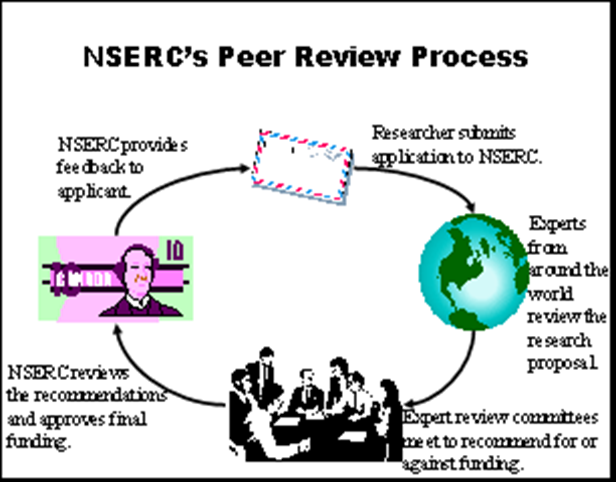 NSERC's Peer Review Process
Researcher submits
application to NSERC.
Experts
from
around the
world
review the
research
proposal.
Expert review committees
meet to recommend for or
against funding.
NSERC reviews
the recommendations
and approves final
funding.
10
NSERC provides
feedback to
applicant.